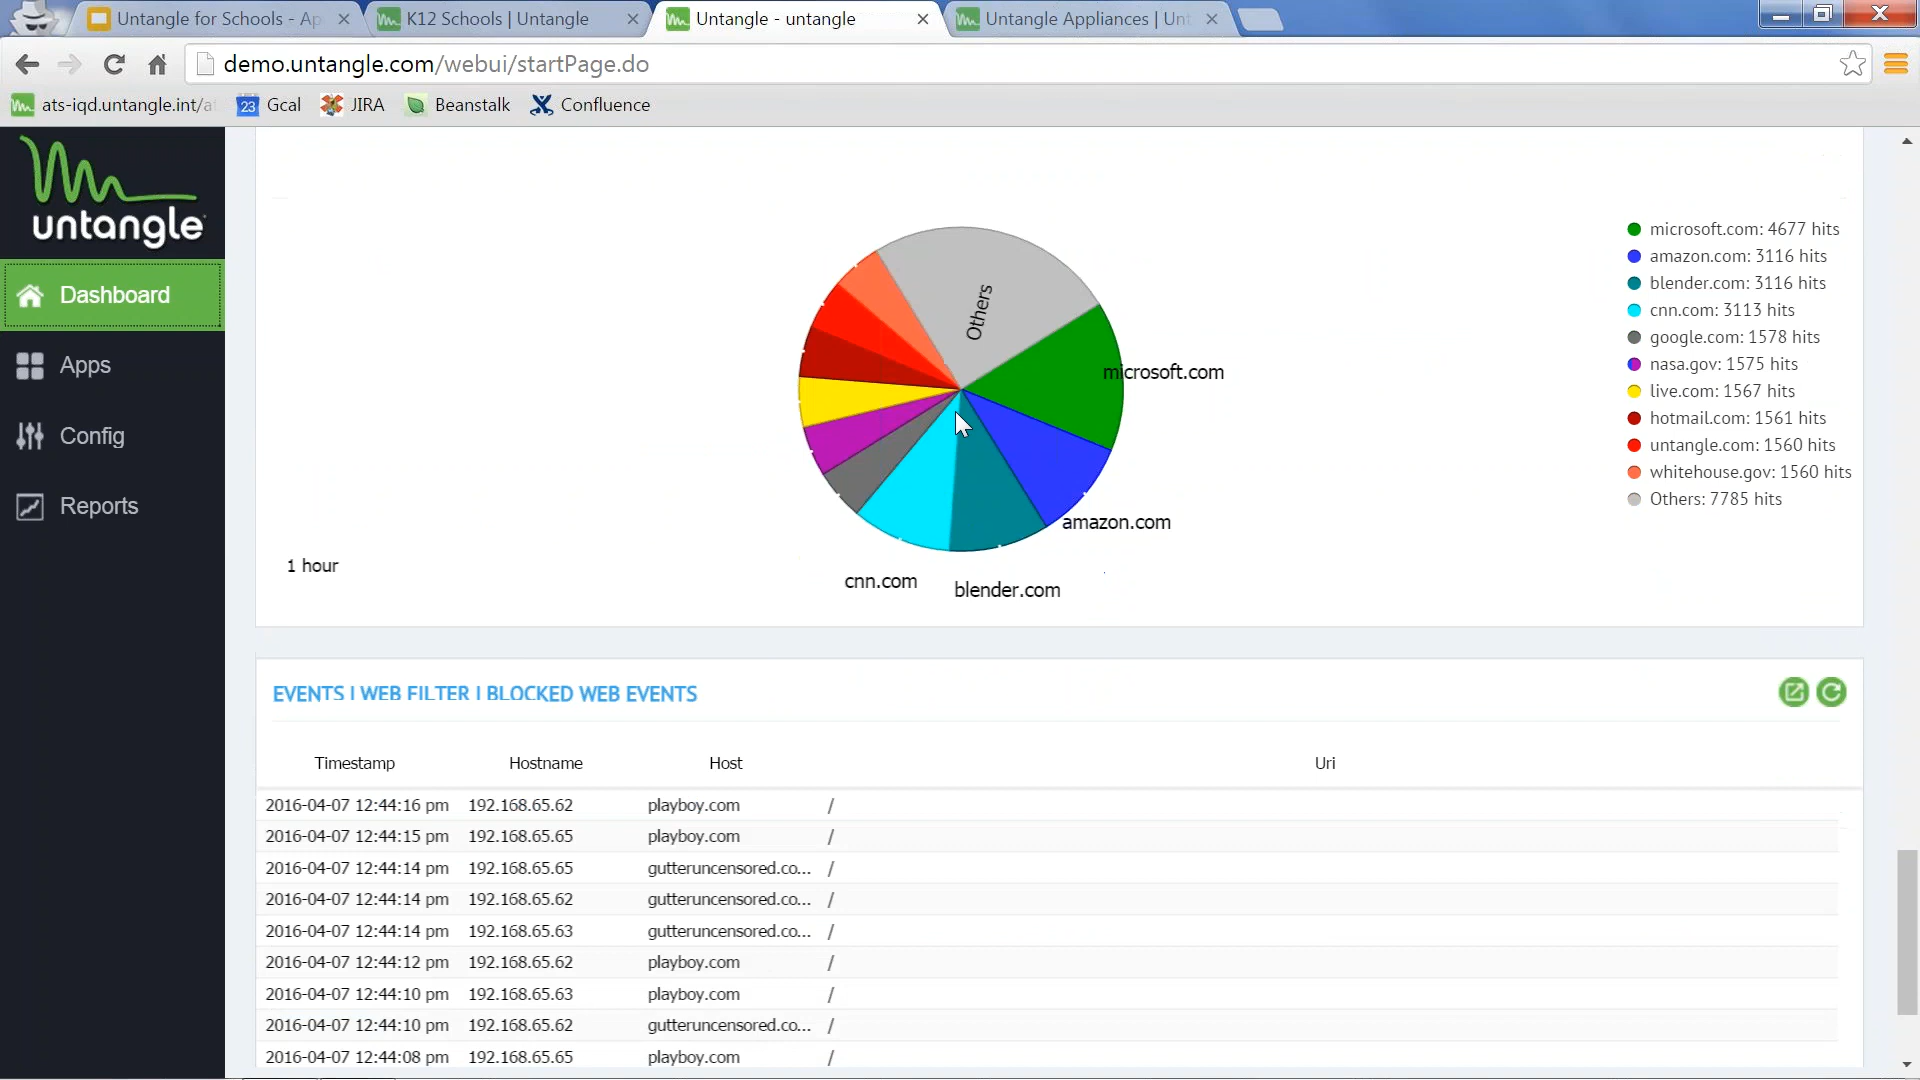 Untangle for Schools - Ap
K12 Schools | Untangle
Untangle - untangle
Untangle Appliances | Unt
demo.untangle.com/webui/startPage.do
ats-iqd.untangle.int/a
23 Gcal
JIRA
Beanstalk
Confluence
untangle
Dashboard
Apps
Config
Reports
Others
microsoft.com
amazon.com
cnn.com
blender.com
1 hour
microsoft.com: 4677 hits
amazon.com: 3116 hits
blender.com: 3116 hits
cnn.com: 3113 hits
google.com: 1578 hits
nasa.gov: 1575 hits
live.com: 1567 hits
hotmail.com: 1561 hits
untangle.com: 1560 hits
whitehouse.gov: 1560 hits
Others: 7785 hits
EVENTS | WEB FILTER | BLOCKED WEB EVENTS
Timestamp Hostname Host Uri
2016-04-07 12:44:16 pm 192.168.65.62 playboy.com /
2016-04-07 12:44:15 pm 192.168.65.65 playboy.com /
2016-04-07 12:44:14 pm 192.168.65.65 gutteruncensored.co... /
2016-04-07 12:44:14 pm 192.168.65.62 gutteruncensored.co... /
2016-04-07 12:44:14 pm 192.168.65.63 gutteruncensored.co... /
2016-04-07 12:44:12 pm 192.168.65.62 playboy.com /
2016-04-07 12:44:10 pm 192.168.65.63 playboy.com /
2016-04-07 12:44:10 pm 192.168.65.62 gutteruncensored.co... /
2016-04-07 12:44:08 pm 192.168.65.65 playboy.com /